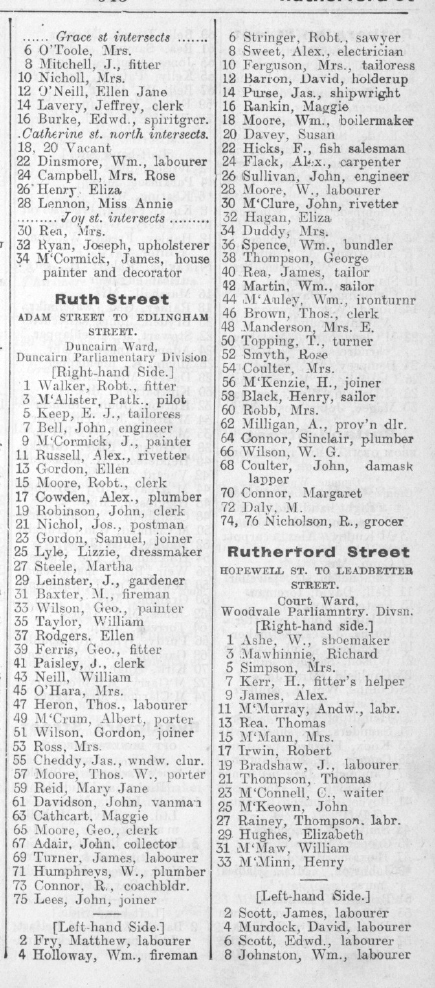 ...... Grace st intersects .......
6 O'Toole, Mrs.
8 Mitchell, J., fitter
10 Nicholl, Mrs.
12 O'Neill, Ellen Jane
14 Lavery, Jeffrey, clerk
16 Burke, Edwd., spiritgrcr.
.Catherine st. north intersects.
18, 20 Vacant
22 Dinsmore, Wm., labourer
24 Campbell, Mrs. Rose
26 Henry Eliza
28 Lennon, Miss Annie
......... Joy st. intersects .........
30 Rea, Mrs.
32 Ryan, Joseph, upholsterer
34 M'Cormick, James, house
painter and decorator
Ruth Street
ADAM STREET TO EDLINGHAM
STREET.
Duncairn Ward,
Duncairn Parliamentary Division
[Right-hand Side.]
1 Walker, Robt., fitter
3 M'Alister, Patk., pilot
5 Keep, E. J., tailoress
7 Bell, John, engineer
9 M'Cormick, J., painter
11 Russell, Alex., rivetter
13 Gordon, Ellen
15 Moore, Robt., clerk
17 Cowden, Alex., plumber
19 Robinson, John, clerk
21 Nichol, Jos., postman
23 Gordon, Samuel, joiner
25 Lyle, Lizzie, dressmaker
27 Steele, Martha
29 Leinster, J., gardener
31 Baxter, M., fireman
33 Wilson, Geo., painter
35 Taylor, William
37 Rodgers, Ellen
39 Ferris, Geo., fitter
41 Paisley, J., clerk
43 Neill, William
45 O'Hara, Mrs.
47 Heron, Thos., labourer
49 M'Crum, Albert, porter
51 Wilson, Gordon, joiner
53 Ross, Mrs.
55 Cheddy, Jas., wndw. clnr.
57 Moore, Thos. W., porter
59 Reid, Mary Jane
61 Davidson, John, vanman
63 Cathcart, Maggie
65 Moore, Geo., clerk
67 Adair, John, collector
69 Turner, James, labourer
71 Humphreys, W., plumber
73 Connor, R., coachbldr.
75 Lees, John, joiner
[Left-hand Side.]
2 Fry, Matthew, labourer
4 Holloway, Wm., fireman
6 Stringer, Robt., sawyer
8 Sweet, Alex., electrician
10 Ferguson, Mrs., tailoress
12 Barron, David, holderup
14 Purse, Jas., shipwright
16 Rankin, Maggie
18 Moore, Wm., boilermaker
20 Davey, Susan
22 Hicks, F., fish salesman
24 Flack, Alex., carpenter
26 Sullivan, John, engineer
28 Moore, W., labourer
30 M'Clure, John, rivetter
32 Hagan, Eliza
34 Duddy, Mrs.
36 Spence, Wm., bundler
38 Thompson, George
40 Rea, James, tailor
42 Martin, Wm., sailor
44 M'Auley, Wm., ironturnr
46 Brown, Thos., clerk
48 Manderson, Mrs. E.
50 Topping, T., turner
52 Smyth, Rose
54 Coulter, Mrs.
56 M'Kenzie, H., joiner
58 Black, Henry, sailor
60 Robb, Mrs.
62 Milligan, A., prov'n dlr.
64 Connor, Sinclair, plumber
66 Wilson, W. G.
68 Coulter, John, damask
lapper
70 Connor, Margaret
72 Daly, M.
74, 76 Nicholson, R., grocer
Rutherford Street
HOPEWELL ST. TO LEADBETTER
STREET.
Court Ward,
Woodvale Parliamntry. Divsn.
[Right-hand side.]
1 Ashe, W., shoemaker
3 Mawhinnie, Richard
5 Simpson, Mrs.
7 Kerr, H., fitter's helper
9 James, Alex.
11 M'Murray, Andw., labr.
13 Rea, Thomas
15 M'Mann, Mrs.
17 Irwin, Robert
19 Bradshaw, J., labourer
21 Thompson, Thomas
23 M'Connell, C., waiter
25 M'Keown, John
27 Rainey, Thompson, labr.
29 Hughes, Elizabeth
31 M'Maw, William
33 M'Minn, Henry
[Left-hand Side.]
2 Scott, James, labourer
4 Murdock, David, labourer
6 Scott, Edwd., labourer
8 Johnston, Wm., labourer